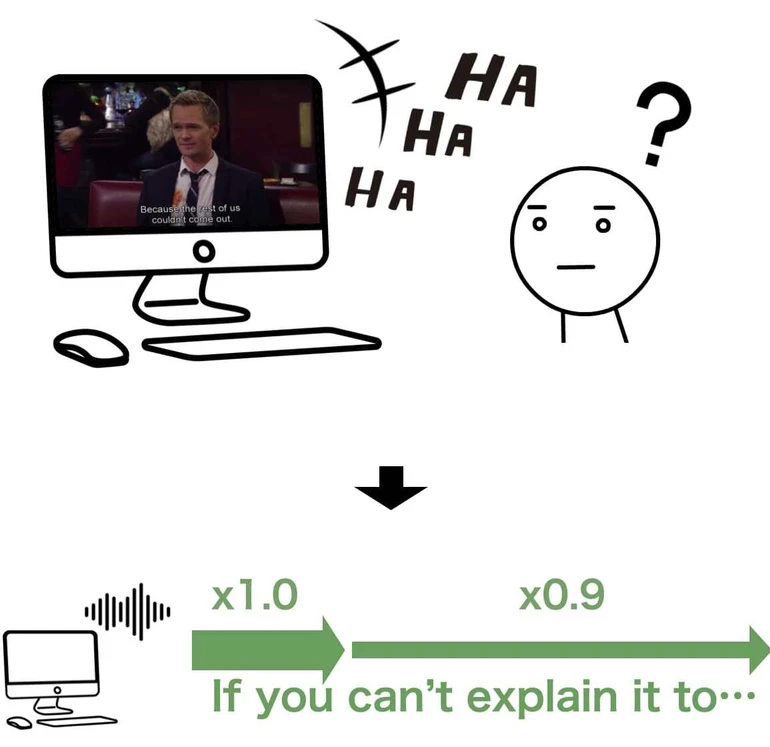 HA
HA
HA
?
Because the rest of us
couldn't come out.
x1.0
x0.9
If you can’t explain it to…